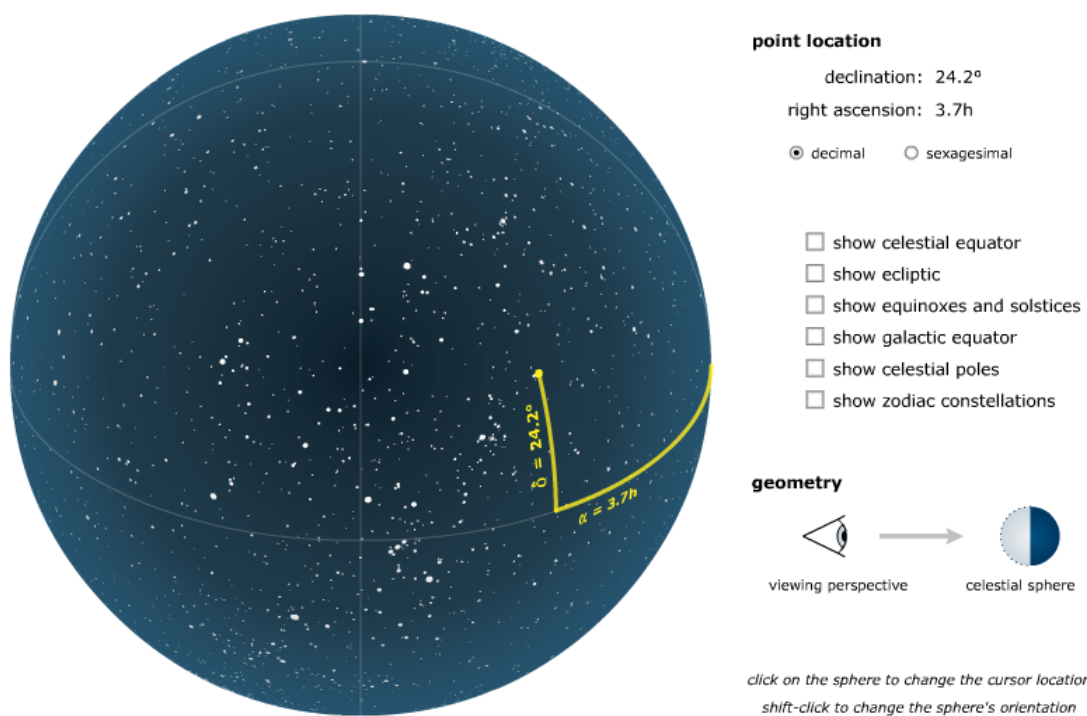 point location
declination: 24.2°
right ascension: 3.7h
decimal
sexagesimal
show celestial equator
show ecliptic
show equinoxes and solstices
show galactic equator
show celestial poles
show zodiac constellations
δ = 24.2°
α = 3.7h
geometry
viewing perspective
celestial sphere
click on the sphere to change the cursor location
shift-click to change the sphere's orientation